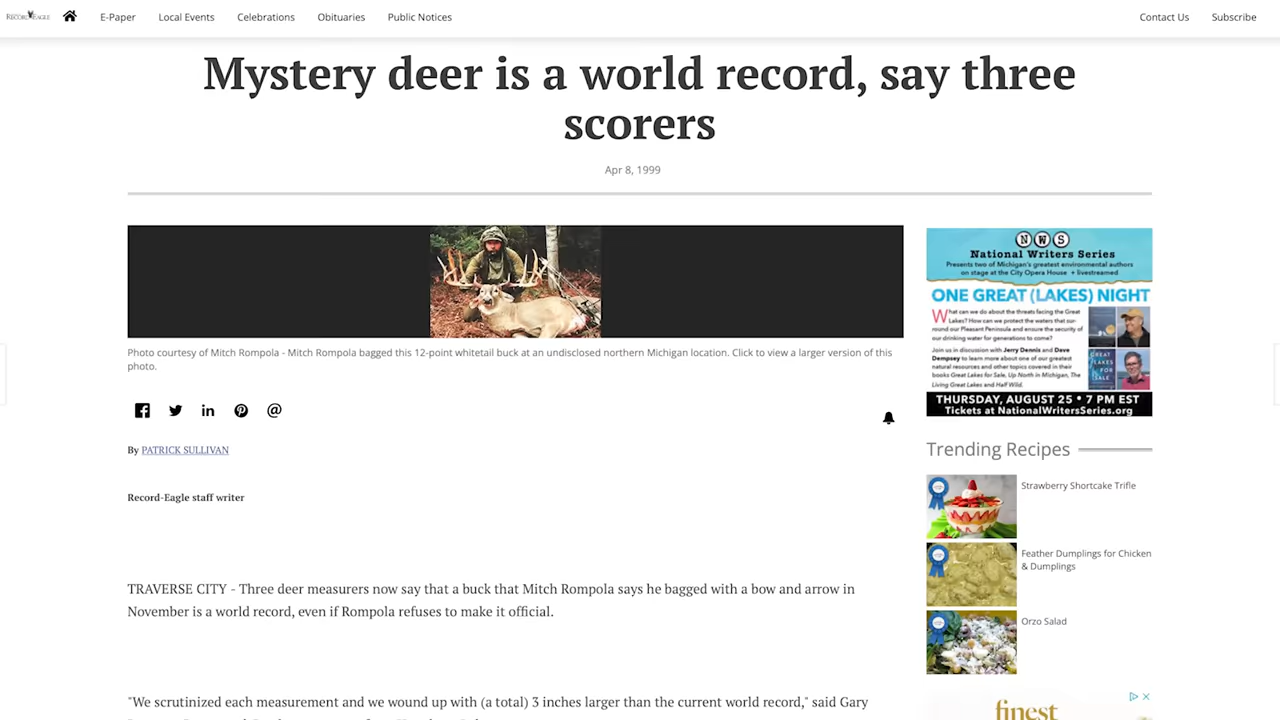 RECORD EAGLE
E-Paper
Local Events
Celebrations
Obituaries
Public Notices
Contact Us
Subscribe
Mystery deer is a world record, say three
scorers
Apr 8, 1999
Photo courtesy of Mitch Rompola - Mitch Rompola bagged this 12-point whitetail buck at an undisclosed northern Michigan location. Click to view a larger version of this
photo.
By PATRICK SULLIVAN
Record-Eagle staff writer
TRAVERSE CITY - Three deer measurers now say that a buck that Mitch Rompola says he bagged with a bow and arrow in
November is a world record, even if Rompola refuses to make it official.
"We scrutinized each measurement and we wound up with (a total) 3 inches larger than the current world record," said Gary
NWS
National Writers Series
Presents two of Michigan's greatest environmental authors
on stage at the City Opera House + livestreamed
ONE GREAT (LAKES) NIGHT
What can we do about the threats facing the Great
Lakes? How can we protect the waters that sur-
round our Pleasant Peninsula and ensure the security of
our drinking water for generations to come?
Join us in discussion with Jerry Dennis and Dave
Dempsey to learn more about one of our greatest
natural resources and other topics covered in their
books Great Lakes for Sale, Up North in Michigan, The
Living Great Lakes and Half Wild.
GREAT
LAKES
FOR
SALE
THURSDAY, AUGUST 25 • 7 PM EST
Tickets at NationalWritersSeries.org
Trending Recipes
Strawberry Shortcake Trifle
Feather Dumplings for Chicken
& Dumplings
Orzo Salad
finest